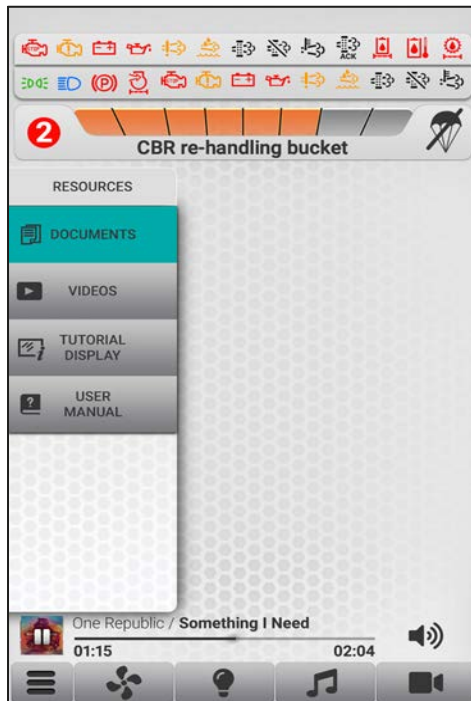 STOP
ACK
2
CBR re-handling bucket
RESOURCES
DOCUMENTS
VIDEOS
TUTORIAL
DISPLAY
USER
MANUAL
One Republic / Something I Need
01:15 02:04